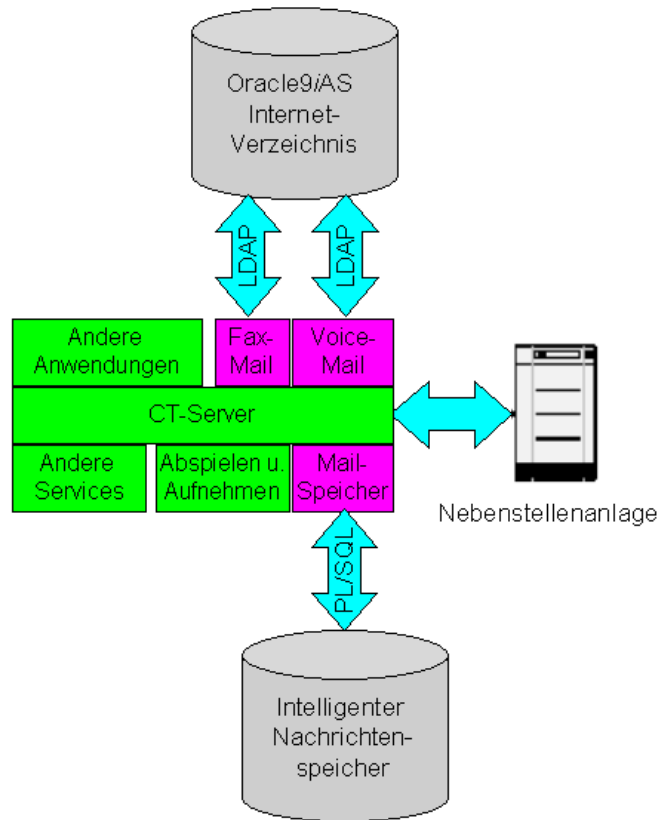 Oracle9iAS
Internet-
Verzeichnis
LDAP
LDAP
Andere
Anwendungen
Fax-
Mail
Voice-
Mail
CT-Server
Andere
Services
Abspielen u.
Aufnehmen
Mail-
Speicher
Nebenstellenanlage
PL/SQL
Intelligenter
Nachrichten-
speicher